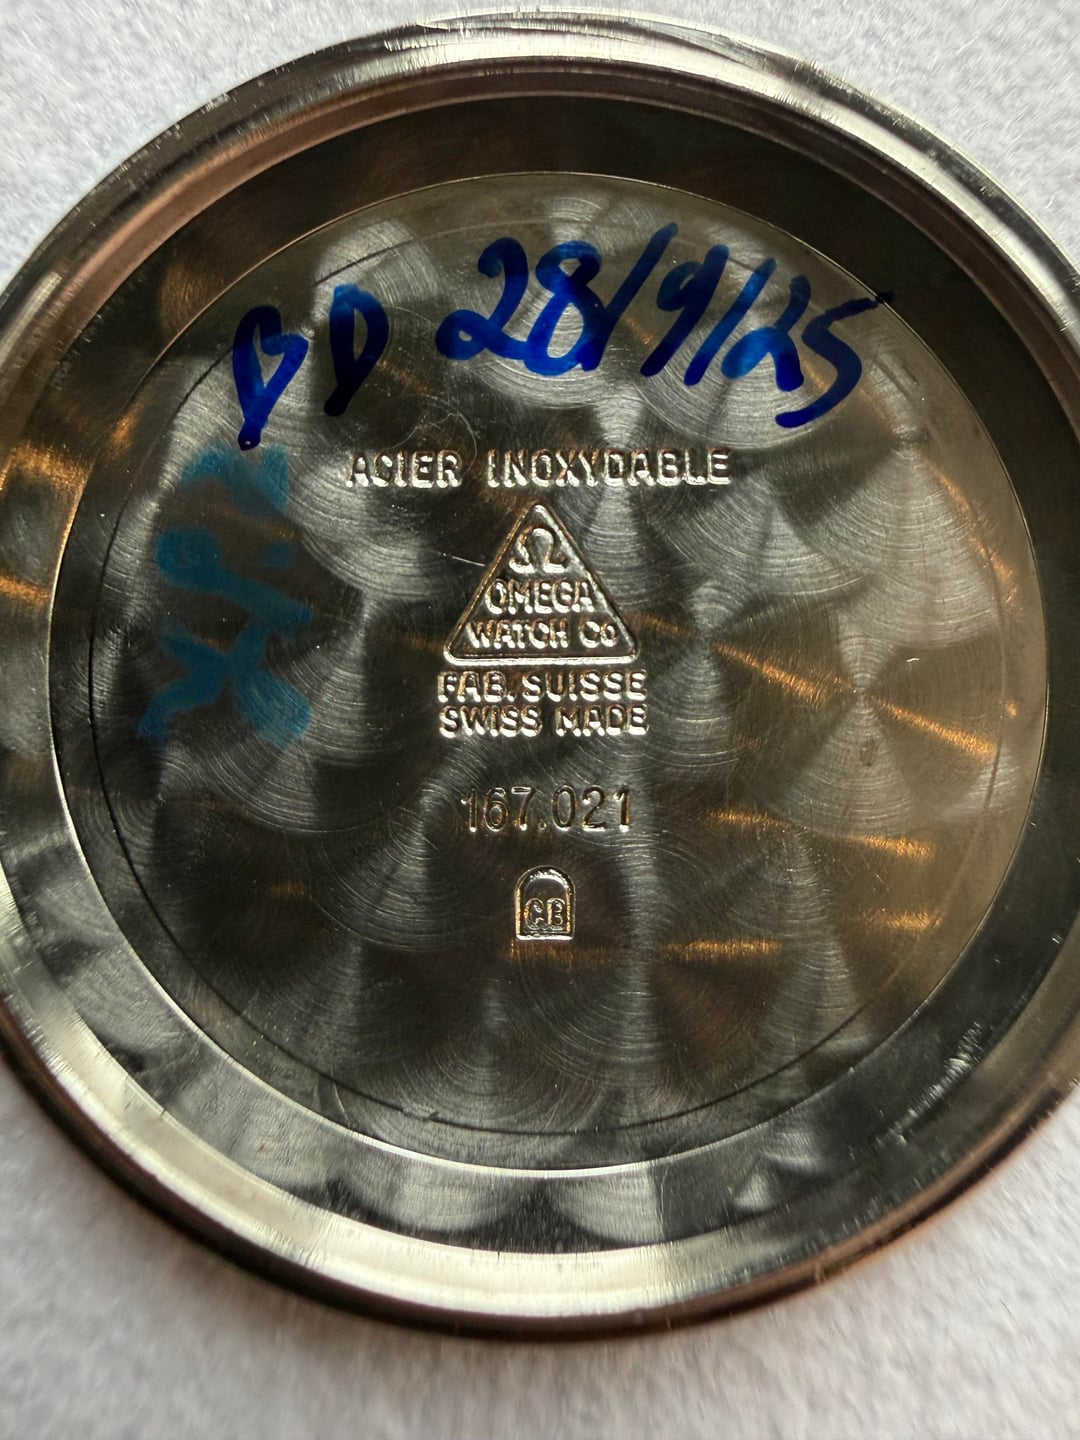 BD 28/9/25
ACIER INOXYDABLE
Ω
OMEGA
WATCH CO
FAB. SUISSE
SWISS MADE
167.021
CB